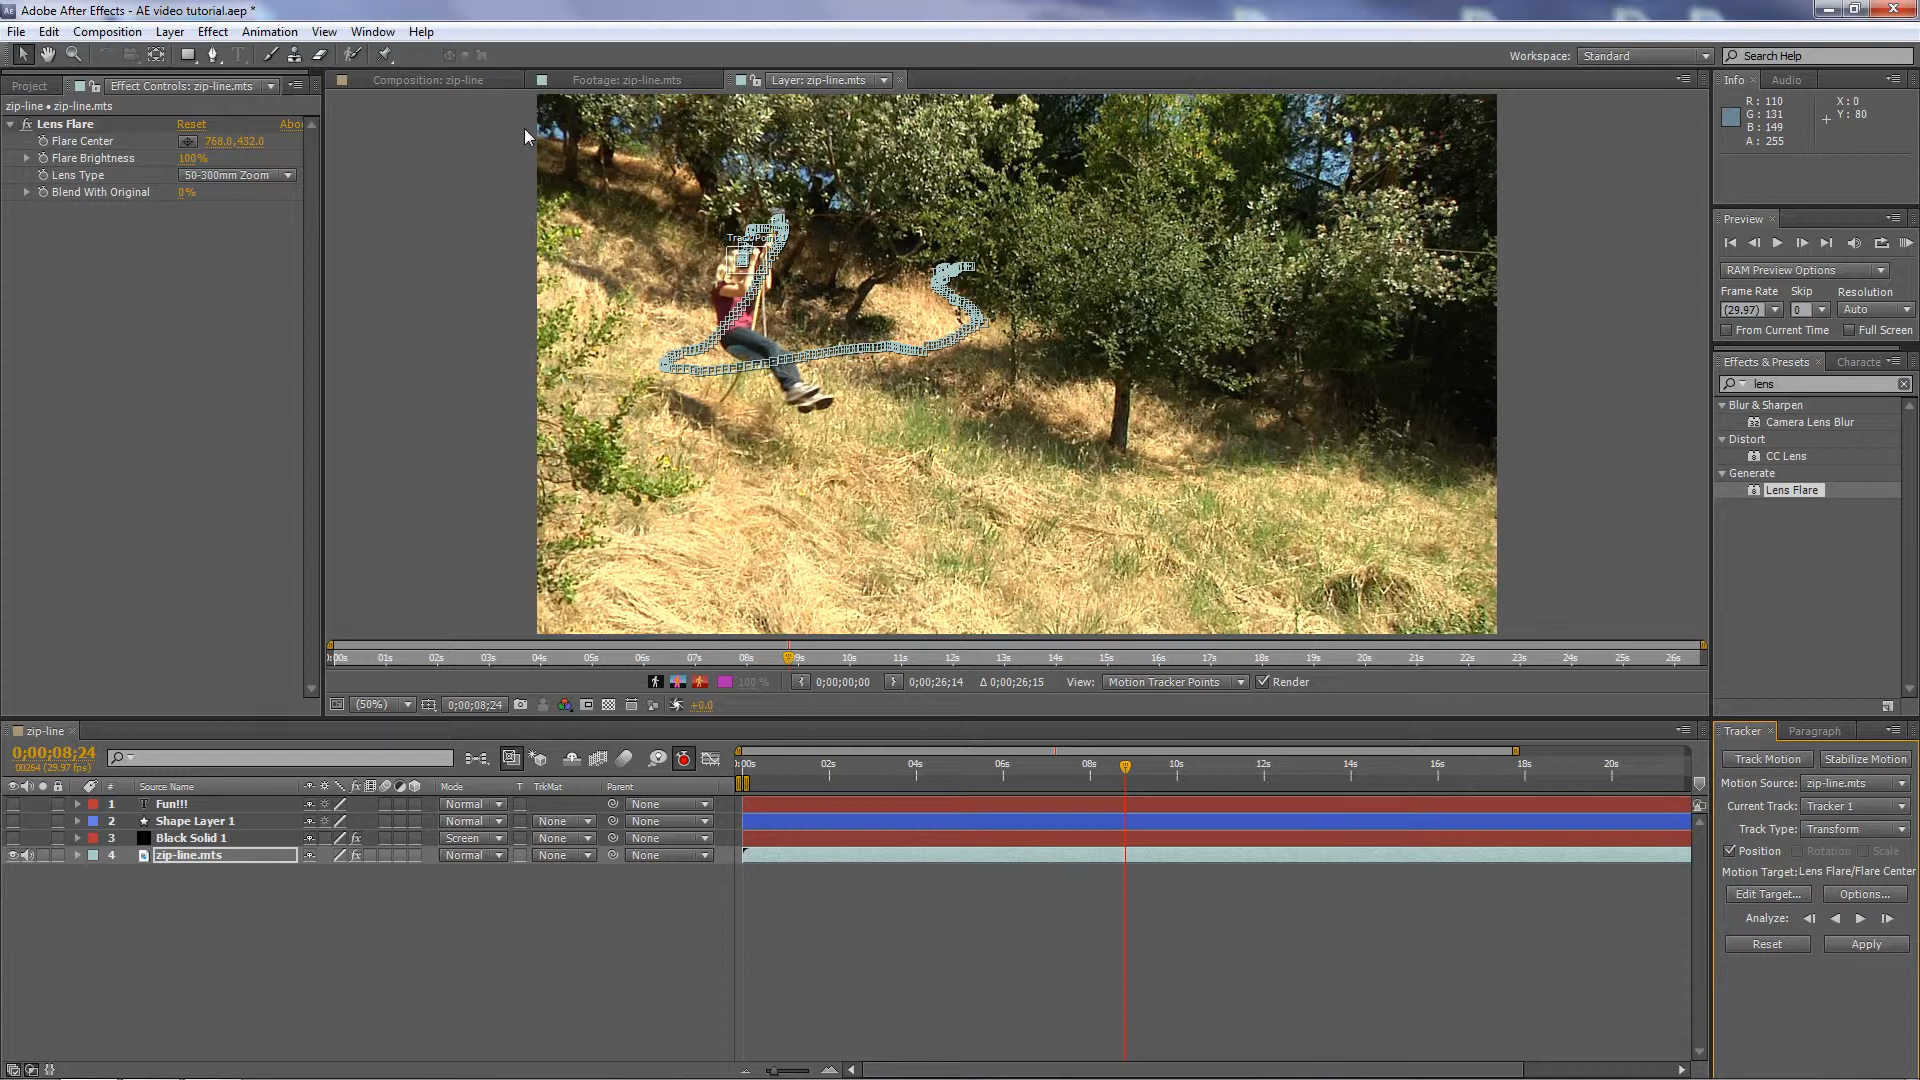 Adobe After Effects - AE video tutorial.aep *
File Edit Composition Layer Effect Animation View Window Help
Workspace: Standard Search Help
Project Effect Controls: zip-line.mts
Composition: zip-line Footage: zip-line.mts Layer: zip-line.mts
Info Audio
zip-line • zip-line.mts
Lens Flare Reset Abo
Flare Center 768.0,432.0
Flare Brightness 100%
Lens Type 50-300mm Zoom
Blend With Original 0%
R: 110
G: 131
B: 149
A: 255
X: 0
Y: 80
Track Point
Preview
RAM Preview Options
Frame Rate Skip Resolution
(29.97) 0 Auto
From Current Time Full Screen
Effects & Presets Characte
lens
Blur & Sharpen
Camera Lens Blur
Distort
CC Lens
Generate
Lens Flare
0:00s 01s 02s 03s 04s 05s 06s 07s 08s 09s 10s 11s 12s 13s 14s 15s 16s 17s 18s 19s 20s 21s 22s 23s 24s 25s 26s
100 % 0;00;00;00 0;00;26;14 Δ 0;00;26;15 View: Motion Tracker Points Render
(50%) 0;00;08;24 +0.0
zip-line
0;00;08;24
00264 (29.97 fps)
0:00s 02s 04s 06s 08s 10s 12s 14s 16s 18s 20s
# Source Name fx Mode T TrkMat Parent
1 T Fun!!! Normal None
2 Shape Layer 1 Normal None None
3 Black Solid 1 fx Screen None None
4 zip-line.mts fx Normal None None
Tracker Paragraph
Track Motion Stabilize Motion
Motion Source: zip-line.mts
Current Track: Tracker 1
Track Type: Transform
Position Rotation Scale
Motion Target: Lens Flare/Flare Center
Edit Target... Options...
Analyze:
Reset Apply